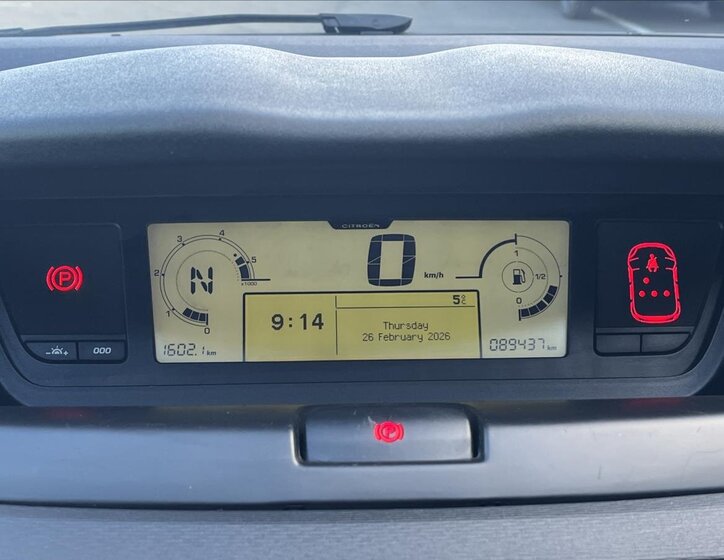 CITROËN
4
3
5
2
x1000
1
0
N
0 km/h
1
1/2
0
5°C
9:14
Thursday
26 February 2026
1602.1 km
089437 km
P
- +
000
P